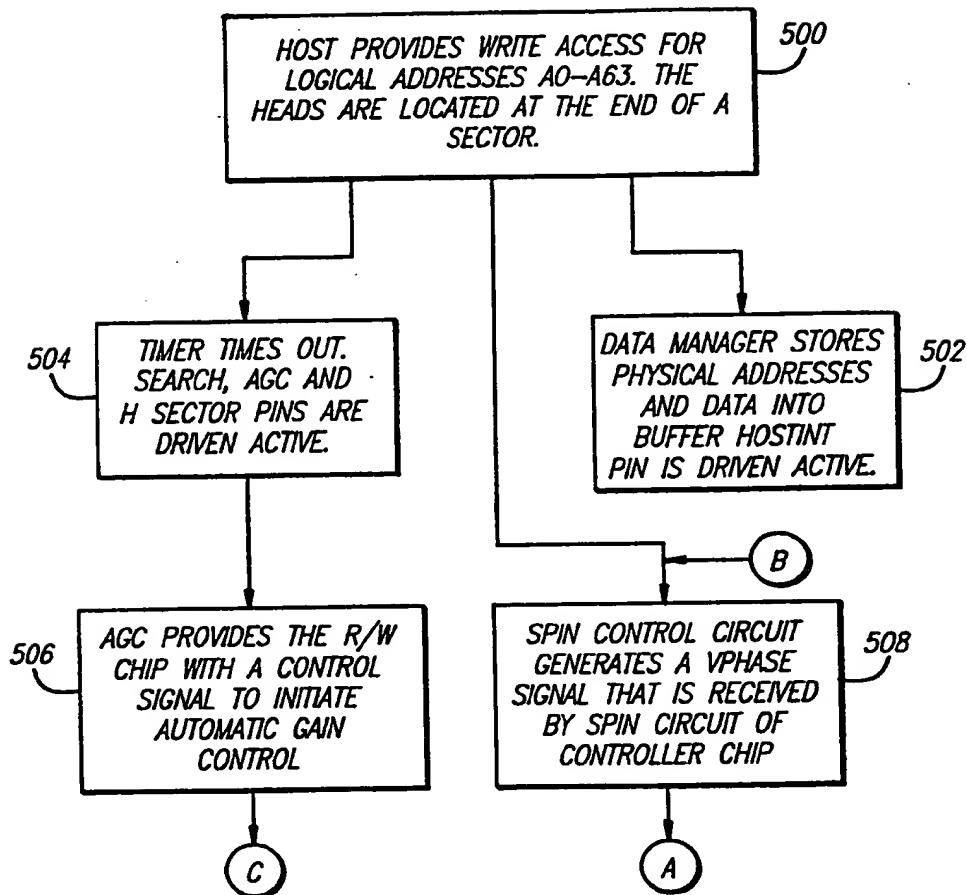 HOST PROVIDES WRITE ACCESS FOR
LOGICAL ADDRESSES A0-A63. THE
HEADS ARE LOCATED AT THE END OF A
SECTOR.
500
504
TIMER TIMES OUT.
SEARCH, AGC AND
H SECTOR PINS ARE
DRIVEN ACTIVE.
DATA MANAGER STORES
PHYSICAL ADDRESSES
AND DATA INTO
BUFFER HOSTINT
PIN IS DRIVEN ACTIVE.
502
B
506
AGC PROVIDES THE R/W
CHIP WITH A CONTROL
SIGNAL TO INITIATE
AUTOMATIC GAIN
CONTROL
SPIN CONTROL CIRCUIT
GENERATES A VPHASE
SIGNAL THAT IS RECEIVED
BY SPIN CIRCUIT OF
CONTROLLER CHIP
508
C
A